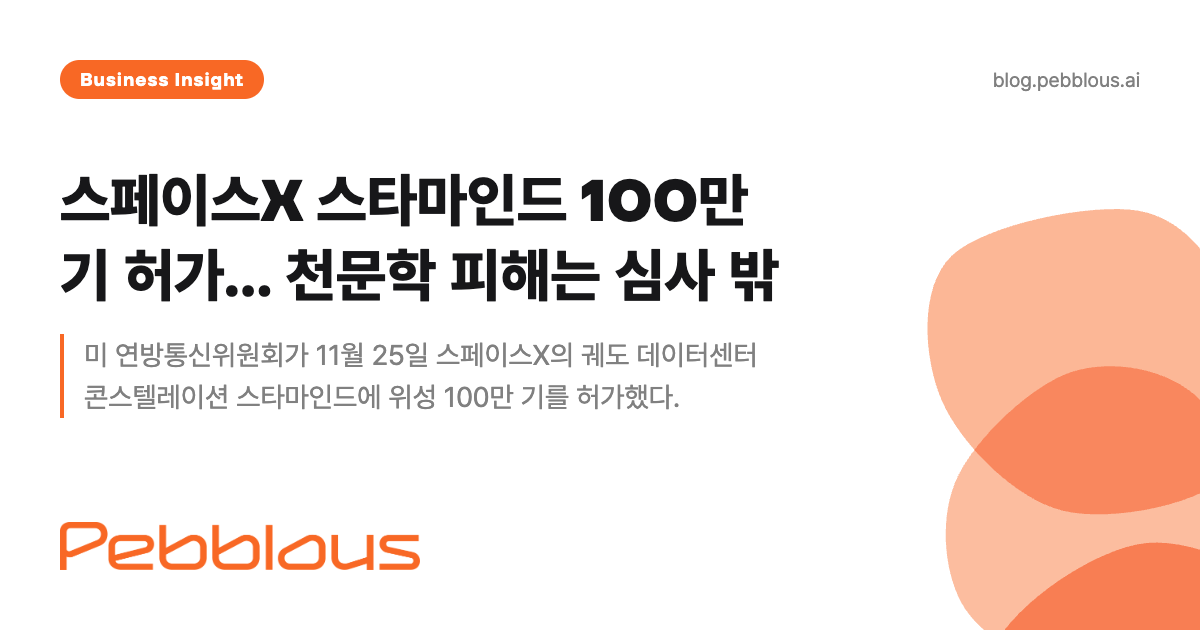 Business Insight
blog.pebblous.ai
스페이스X 스타마인드 100만
기 허가... 천문학 피해는 심사 밖
미 연방통신위원회가 11월 25일 스페이스X의 궤도 데이터센터
콘스텔레이션 스타마인드에 위성 100만 기를 허가했다.
Pebblous